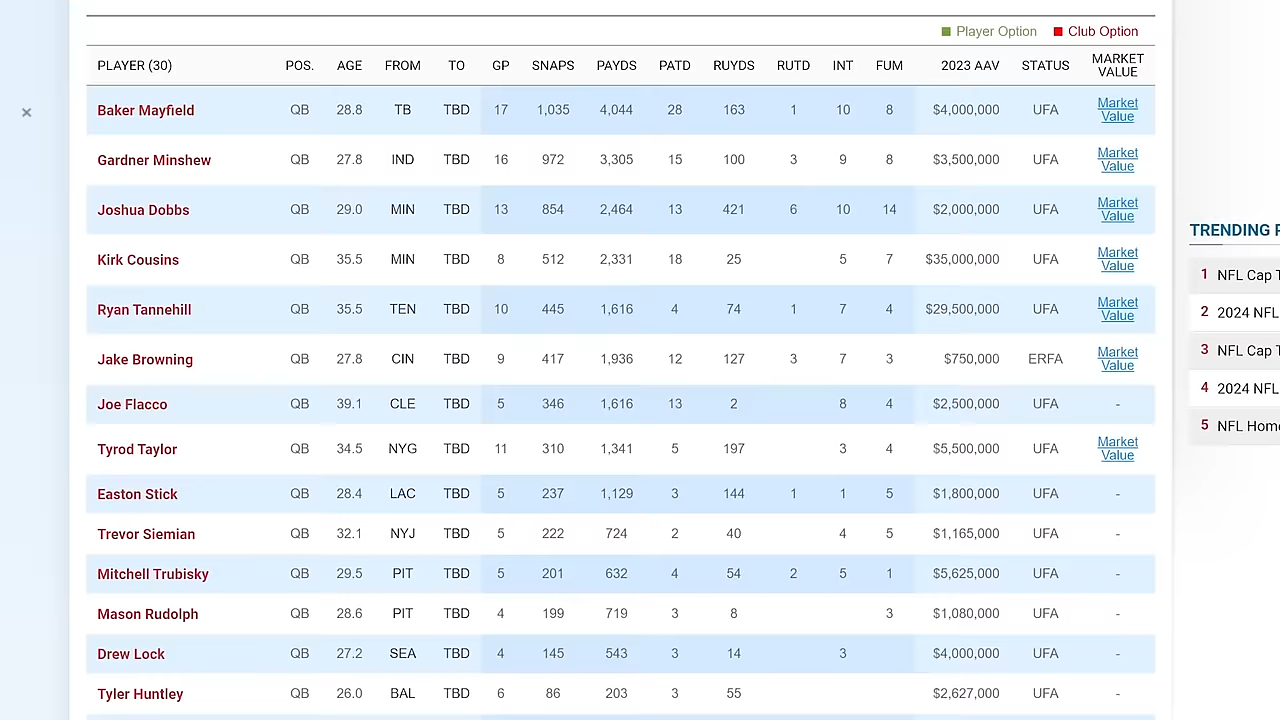 Player Option Club Option
PLAYER (30) POS. AGE FROM TO GP SNAPS PAYDS PATD RUYDS RUTD INT FUM 2023 AAV STATUS MARKET VALUE
×
Baker Mayfield QB 28.8 TB TBD 17 1,035 4,044 28 163 1 10 8 $4,000,000 UFA Market Value
Gardner Minshew QB 27.8 IND TBD 16 972 3,305 15 100 3 9 8 $3,500,000 UFA Market Value
Joshua Dobbs QB 29.0 MIN TBD 13 854 2,464 13 421 6 10 14 $2,000,000 UFA Market Value
Kirk Cousins QB 35.5 MIN TBD 8 512 2,331 18 25 5 7 $35,000,000 UFA Market Value
Ryan Tannehill QB 35.5 TEN TBD 10 445 1,616 4 74 1 7 4 $29,500,000 UFA Market Value
Jake Browning QB 27.8 CIN TBD 9 417 1,936 12 127 3 7 3 $750,000 ERFA Market Value
Joe Flacco QB 39.1 CLE TBD 5 346 1,616 13 2 8 4 $2,500,000 UFA -
Tyrod Taylor QB 34.5 NYG TBD 11 310 1,341 5 197 3 4 $5,500,000 UFA Market Value
Easton Stick QB 28.4 LAC TBD 5 237 1,129 3 144 1 1 5 $1,800,000 UFA -
Trevor Siemian QB 32.1 NYJ TBD 5 222 724 2 40 4 5 $1,165,000 UFA -
Mitchell Trubisky QB 29.5 PIT TBD 5 201 632 4 54 2 5 1 $5,625,000 UFA -
Mason Rudolph QB 28.6 PIT TBD 4 199 719 3 8 3 $1,080,000 UFA -
Drew Lock QB 27.2 SEA TBD 4 145 543 3 14 3 $4,000,000 UFA -
Tyler Huntley QB 26.0 BAL TBD 6 86 203 3 55 $2,627,000 UFA -
TRENDING
1 NFL Cap
2 2024 NFL
3 NFL Cap
4 2024 NFL
5 NFL